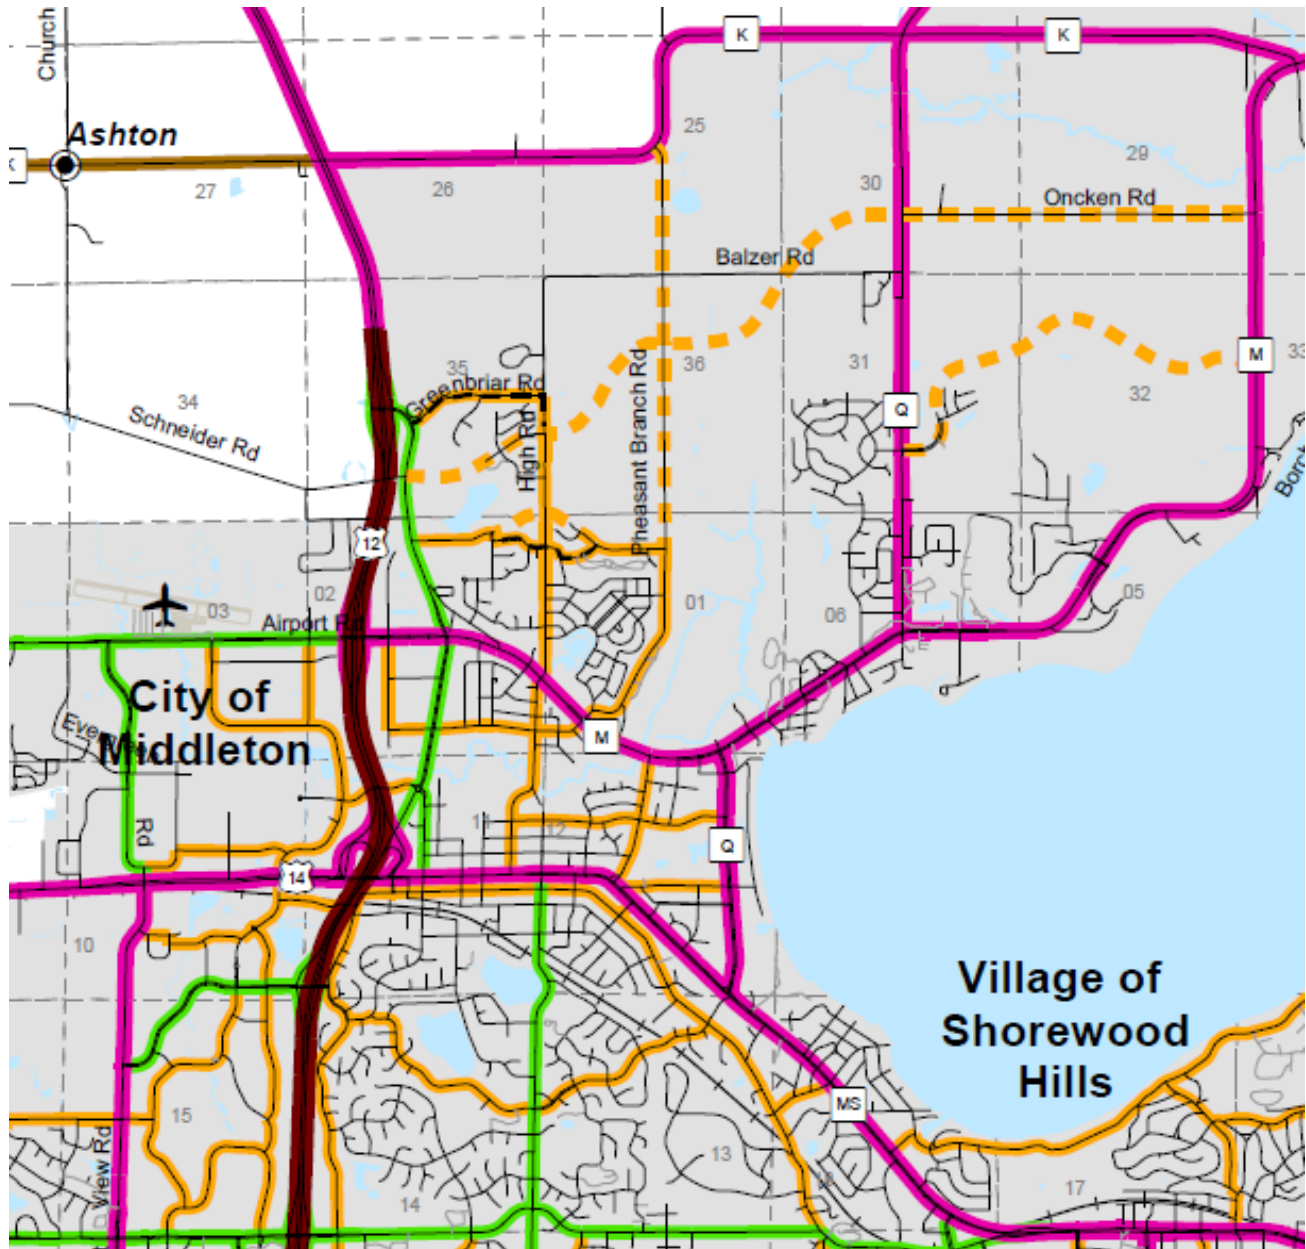 Church
K
K
Ashton
25
29
27
26
30
Oncken Rd
Balzer Rd
35
36
31
33
M
34
Greenbriar Rd
32
Schneider Rd
High Rd
Pheasant Branch Rd
Q
Borch
12
02
03
01
06
05
Airport Rd
City of
Middleton
M
Rd
11
12
Q
14
10
Village of
Shorewood
Hills
MS
15
View Rd
13
14
17